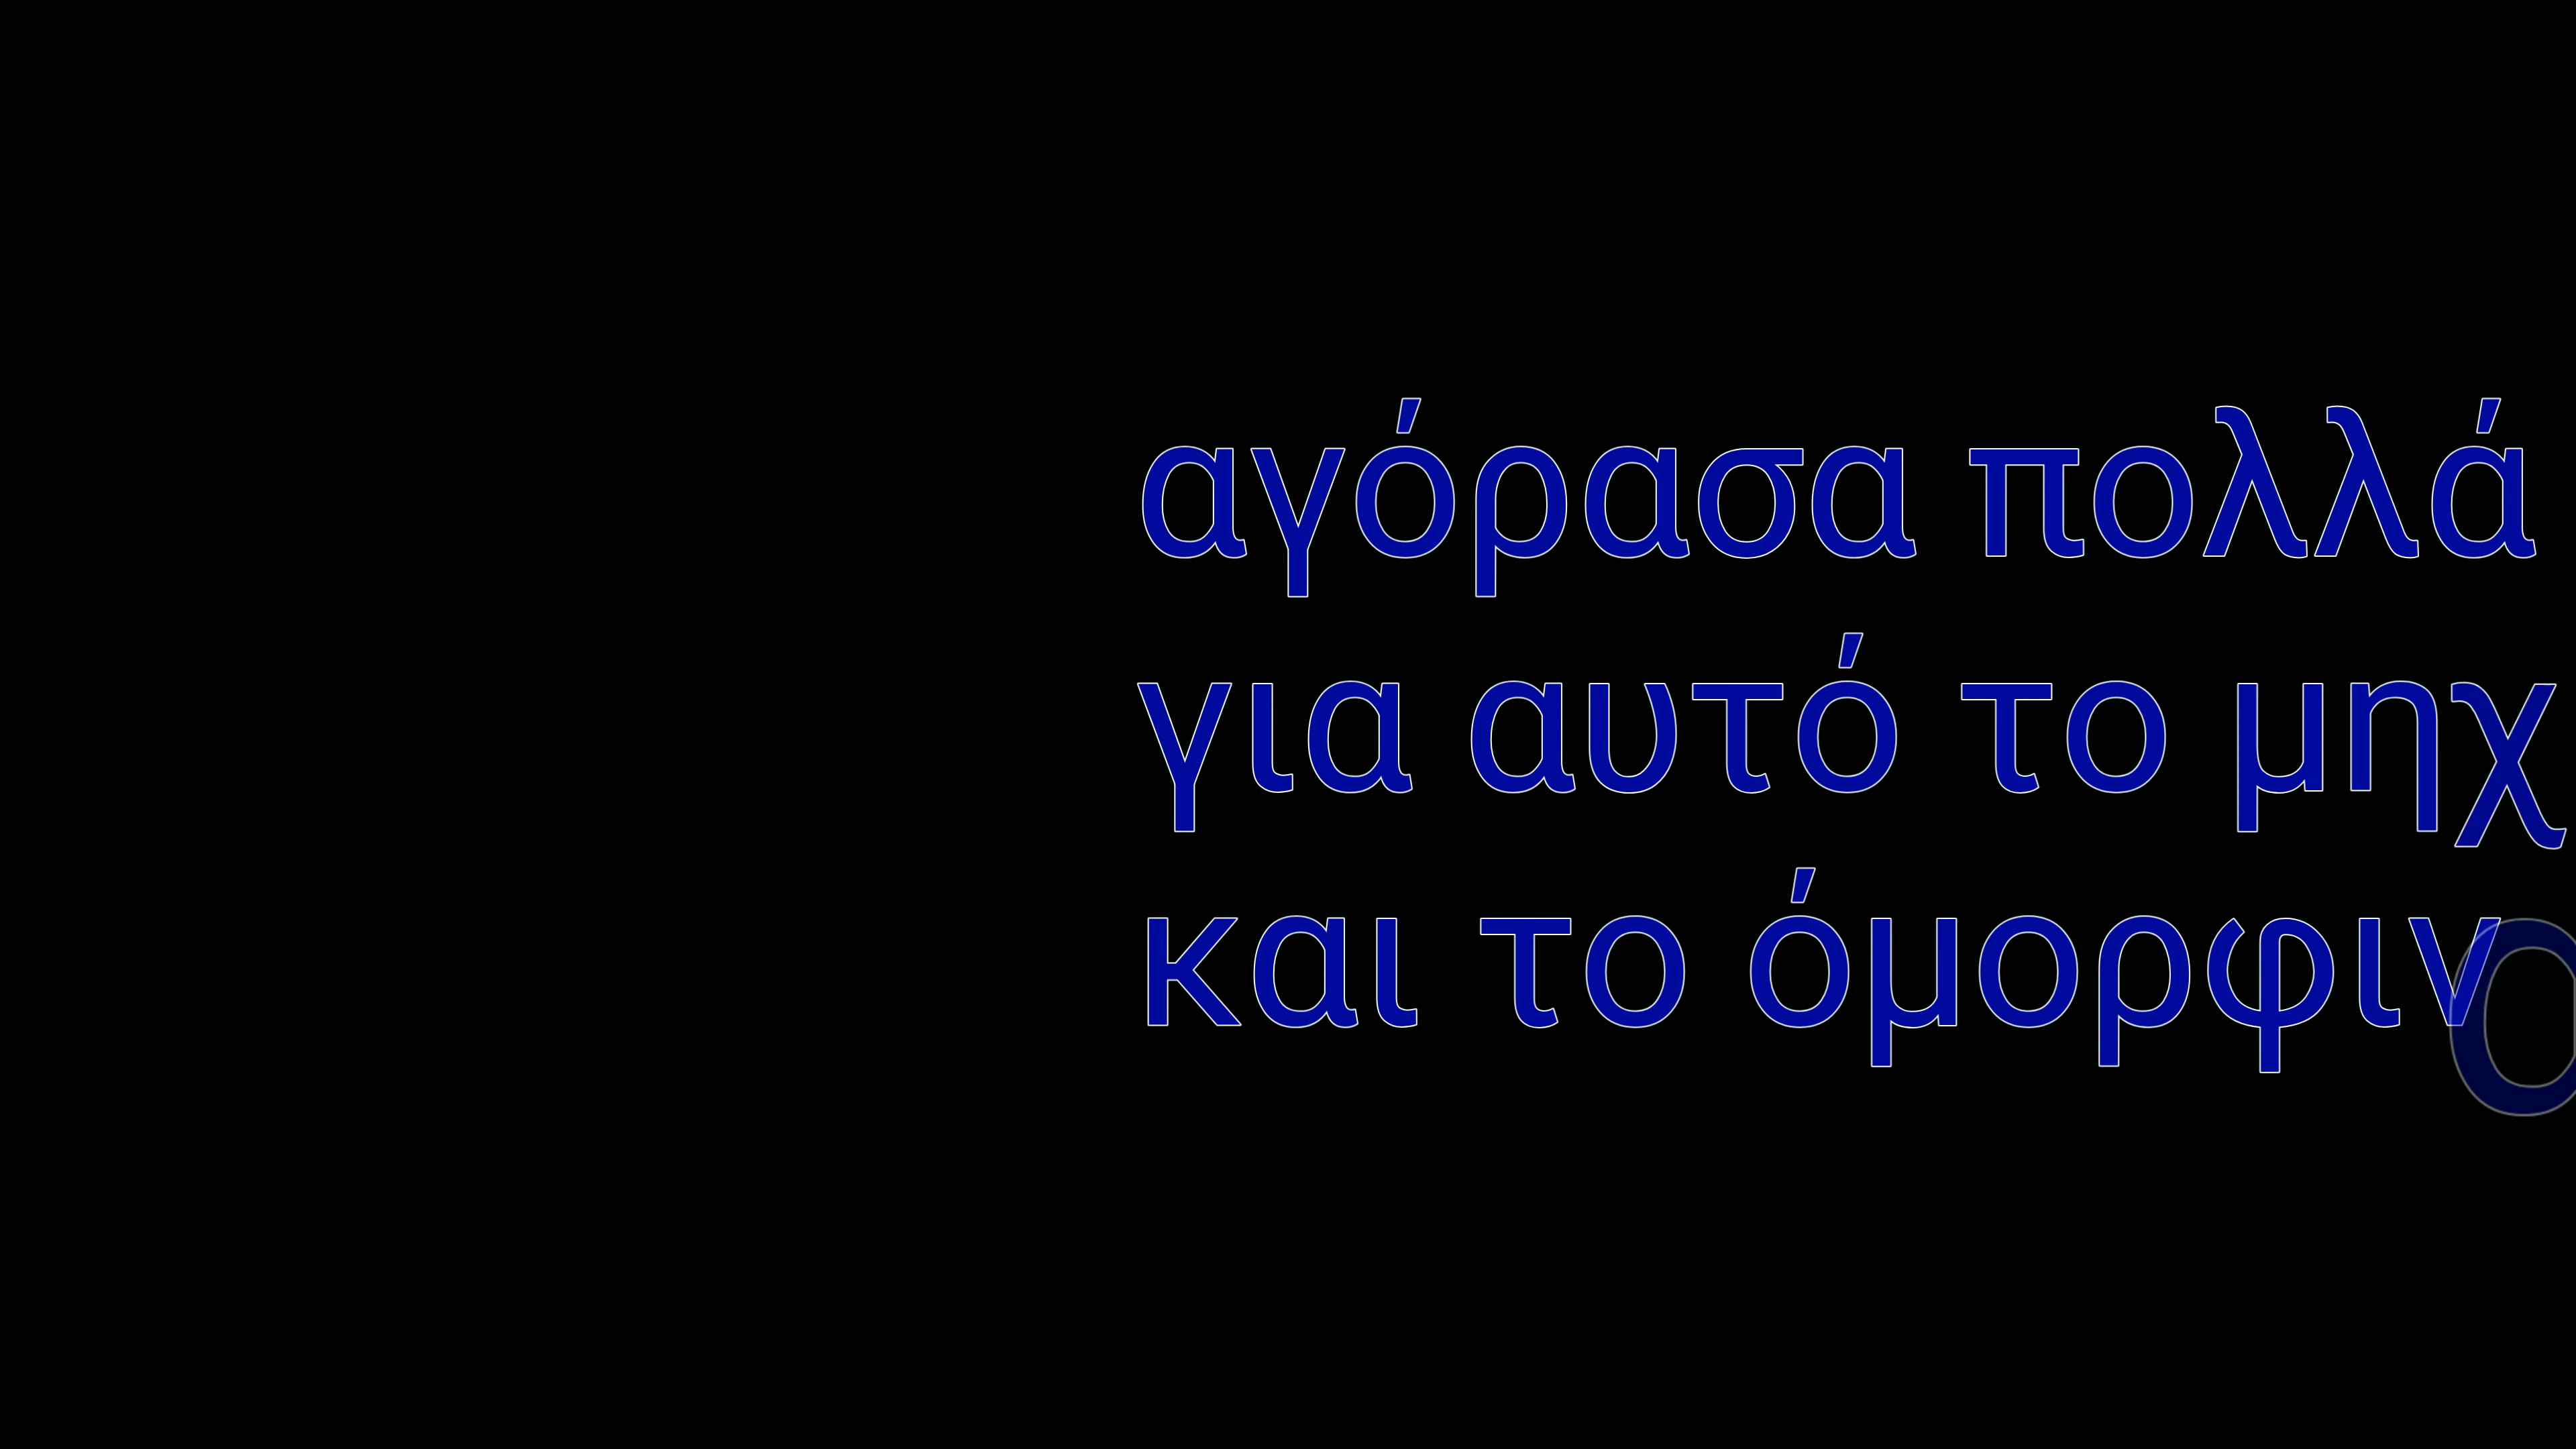 αγόρασα πολλά
για αυτό το μηχ
και το όμορφιν